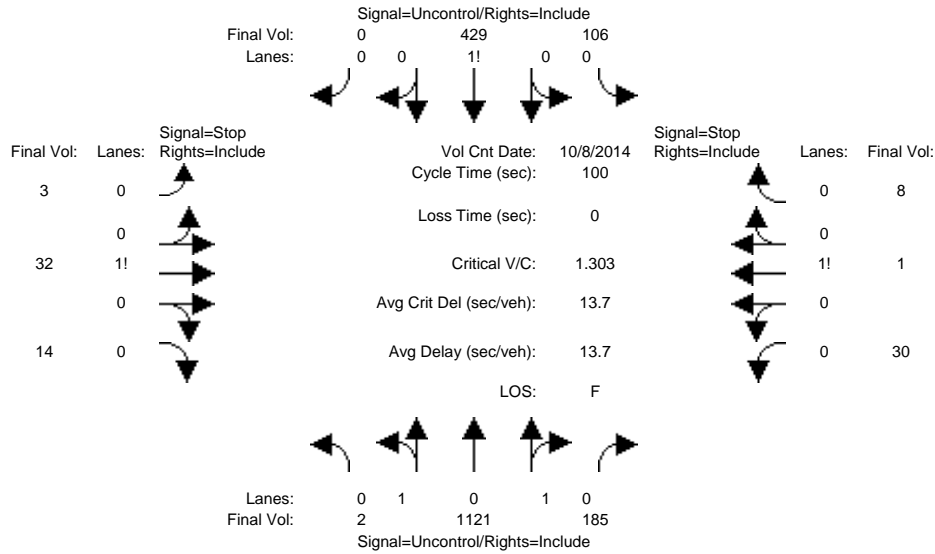 Signal=Uncontrol/Rights=Include
Final Vol: 0 429 106
Lanes: 0 0 1! 0 0
Signal=Stop Signal=Stop
Final Vol: Lanes: Rights=Include Vol Cnt Date: 10/8/2014 Rights=Include Lanes: Final Vol:
Cycle Time (sec): 100
3 0 0 8
Loss Time (sec): 0
0 0
32 1! Critical V/C: 1.303 1! 1
0 Avg Crit Del (sec/veh): 13.7 0
14 0 Avg Delay (sec/veh): 13.7 0 30
LOS: F
Lanes: 0 1 0 1 0
Final Vol: 2 1121 185
Signal=Uncontrol/Rights=Include